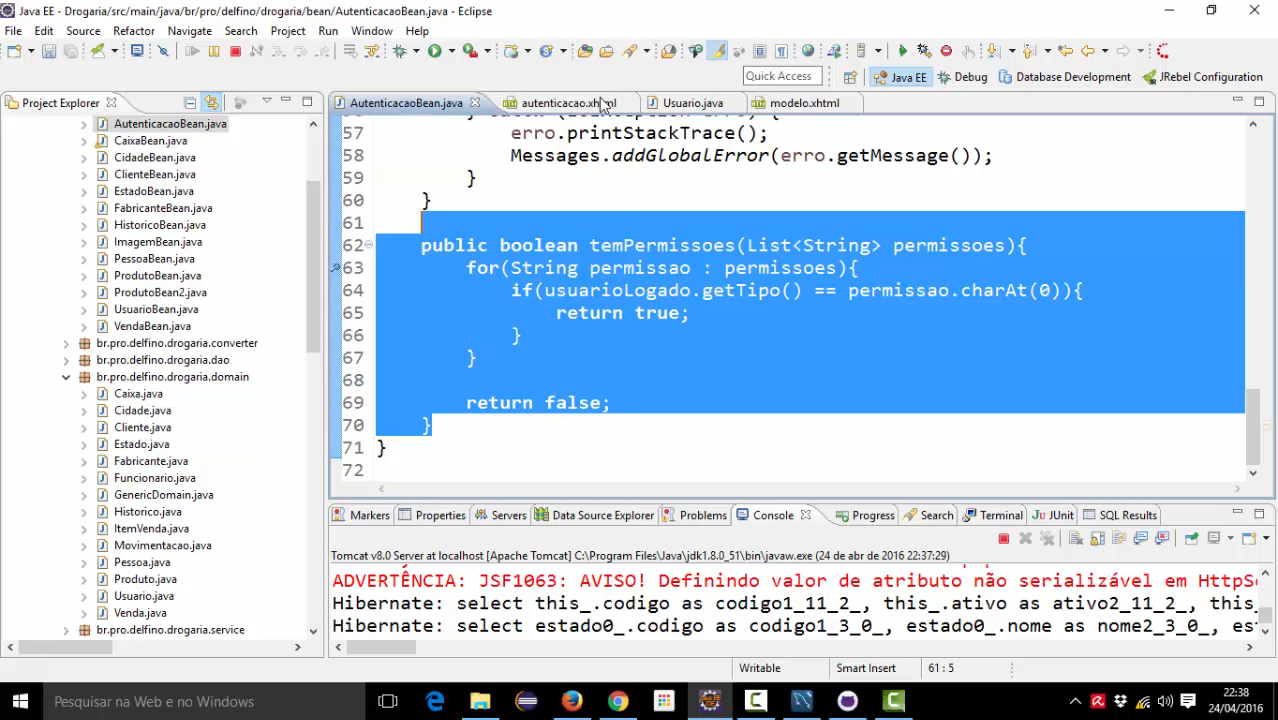 Java EE - Drogaria/src/main/java/br/pro/delfino/drogaria/bean/AutenticacaoBean.java - Eclipse
File Edit Source Refactor Navigate Search Project Run Window Help
Quick Access
Java EE Debug Database Development JRebel Configuration
Project Explorer
AutenticacaoBean.java autenticacao.xhtml Usuario.java modelo.xhtml
AutenticacaoBean.java
CaixaBean.java
CidadeBean.java
ClienteBean.java
EstadoBean.java
FabricanteBean.java
HistoricoBean.java
ImagemBean.java
PessoaBean.java
ProdutoBean.java
ProdutoBean2.java
UsuarioBean.java
VendaBean.java
br.pro.delfino.drogaria.converter
br.pro.delfino.drogaria.dao
br.pro.delfino.drogaria.domain
Caixa.java
Cidade.java
Cliente.java
Estado.java
Fabricante.java
Funcionario.java
GenericDomain.java
Historico.java
ItemVenda.java
Movimentacao.java
Pessoa.java
Produto.java
Usuario.java
Venda.java
br.pro.delfino.drogaria.service
57 erro.printStackTrace();
58 Messages.addGlobalError(erro.getMessage());
59 }
60 }
61
62 public boolean temPermissoes(List<String> permissoes){
63 for(String permissao : permissoes){
64 if(usuarioLogado.getTipo() == permissao.charAt(0)){
65 return true;
66 }
67 }
68
69 return false;
70 }
71 }
72
Markers Properties Servers Data Source Explorer Problems Console Progress Search Terminal JUnit SQL Results
Tomcat v8.0 Server at localhost [Apache Tomcat] C:\Program Files\Java\jdk1.8.0_51\bin\javaw.exe (24 de abr de 2016 22:37:29)
ADVERTÊNCIA: JSF1063: AVISO! Definindo valor de atributo não serializável em HttpSe
Hibernate: select this_.codigo as codigo1_11_2_, this_.ativo as ativo2_11_2_, this_
Hibernate: select estado0_.codigo as codigo1_3_0_, estado0_.nome as nome2_3_0_, est
Writable Smart Insert 61 : 5
Pesquisar na Web e no Windows
22:38
24/04/2016